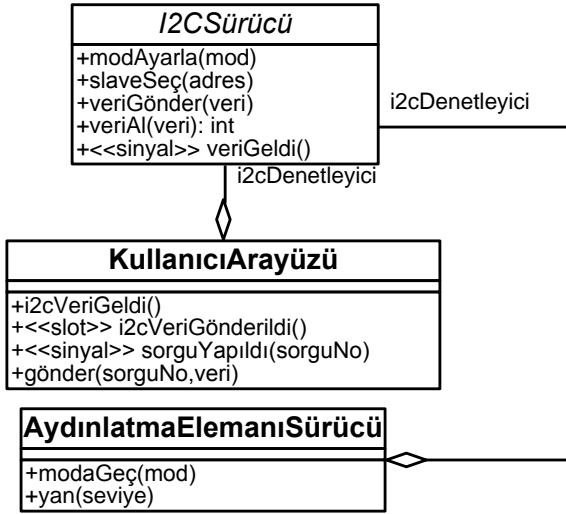 I2CSürücü
+modAyarla(mod)
+slaveSeç(adres)
+veriGönder(veri)
+veriAl(veri): int
+<<sinyal>> veriGeldi()
i2cDenetleyici
i2cDenetleyici
KullanıcıArayüzü
+i2cVeriGeldi()
+<<slot>> i2cVeriGönderildi()
+<<sinyal>> sorguYapıldı(sorguNo)
+gönder(sorguNo,veri)
AydınlatmaElemanıSürücü
+modaGeç(mod)
+yan(seviye)